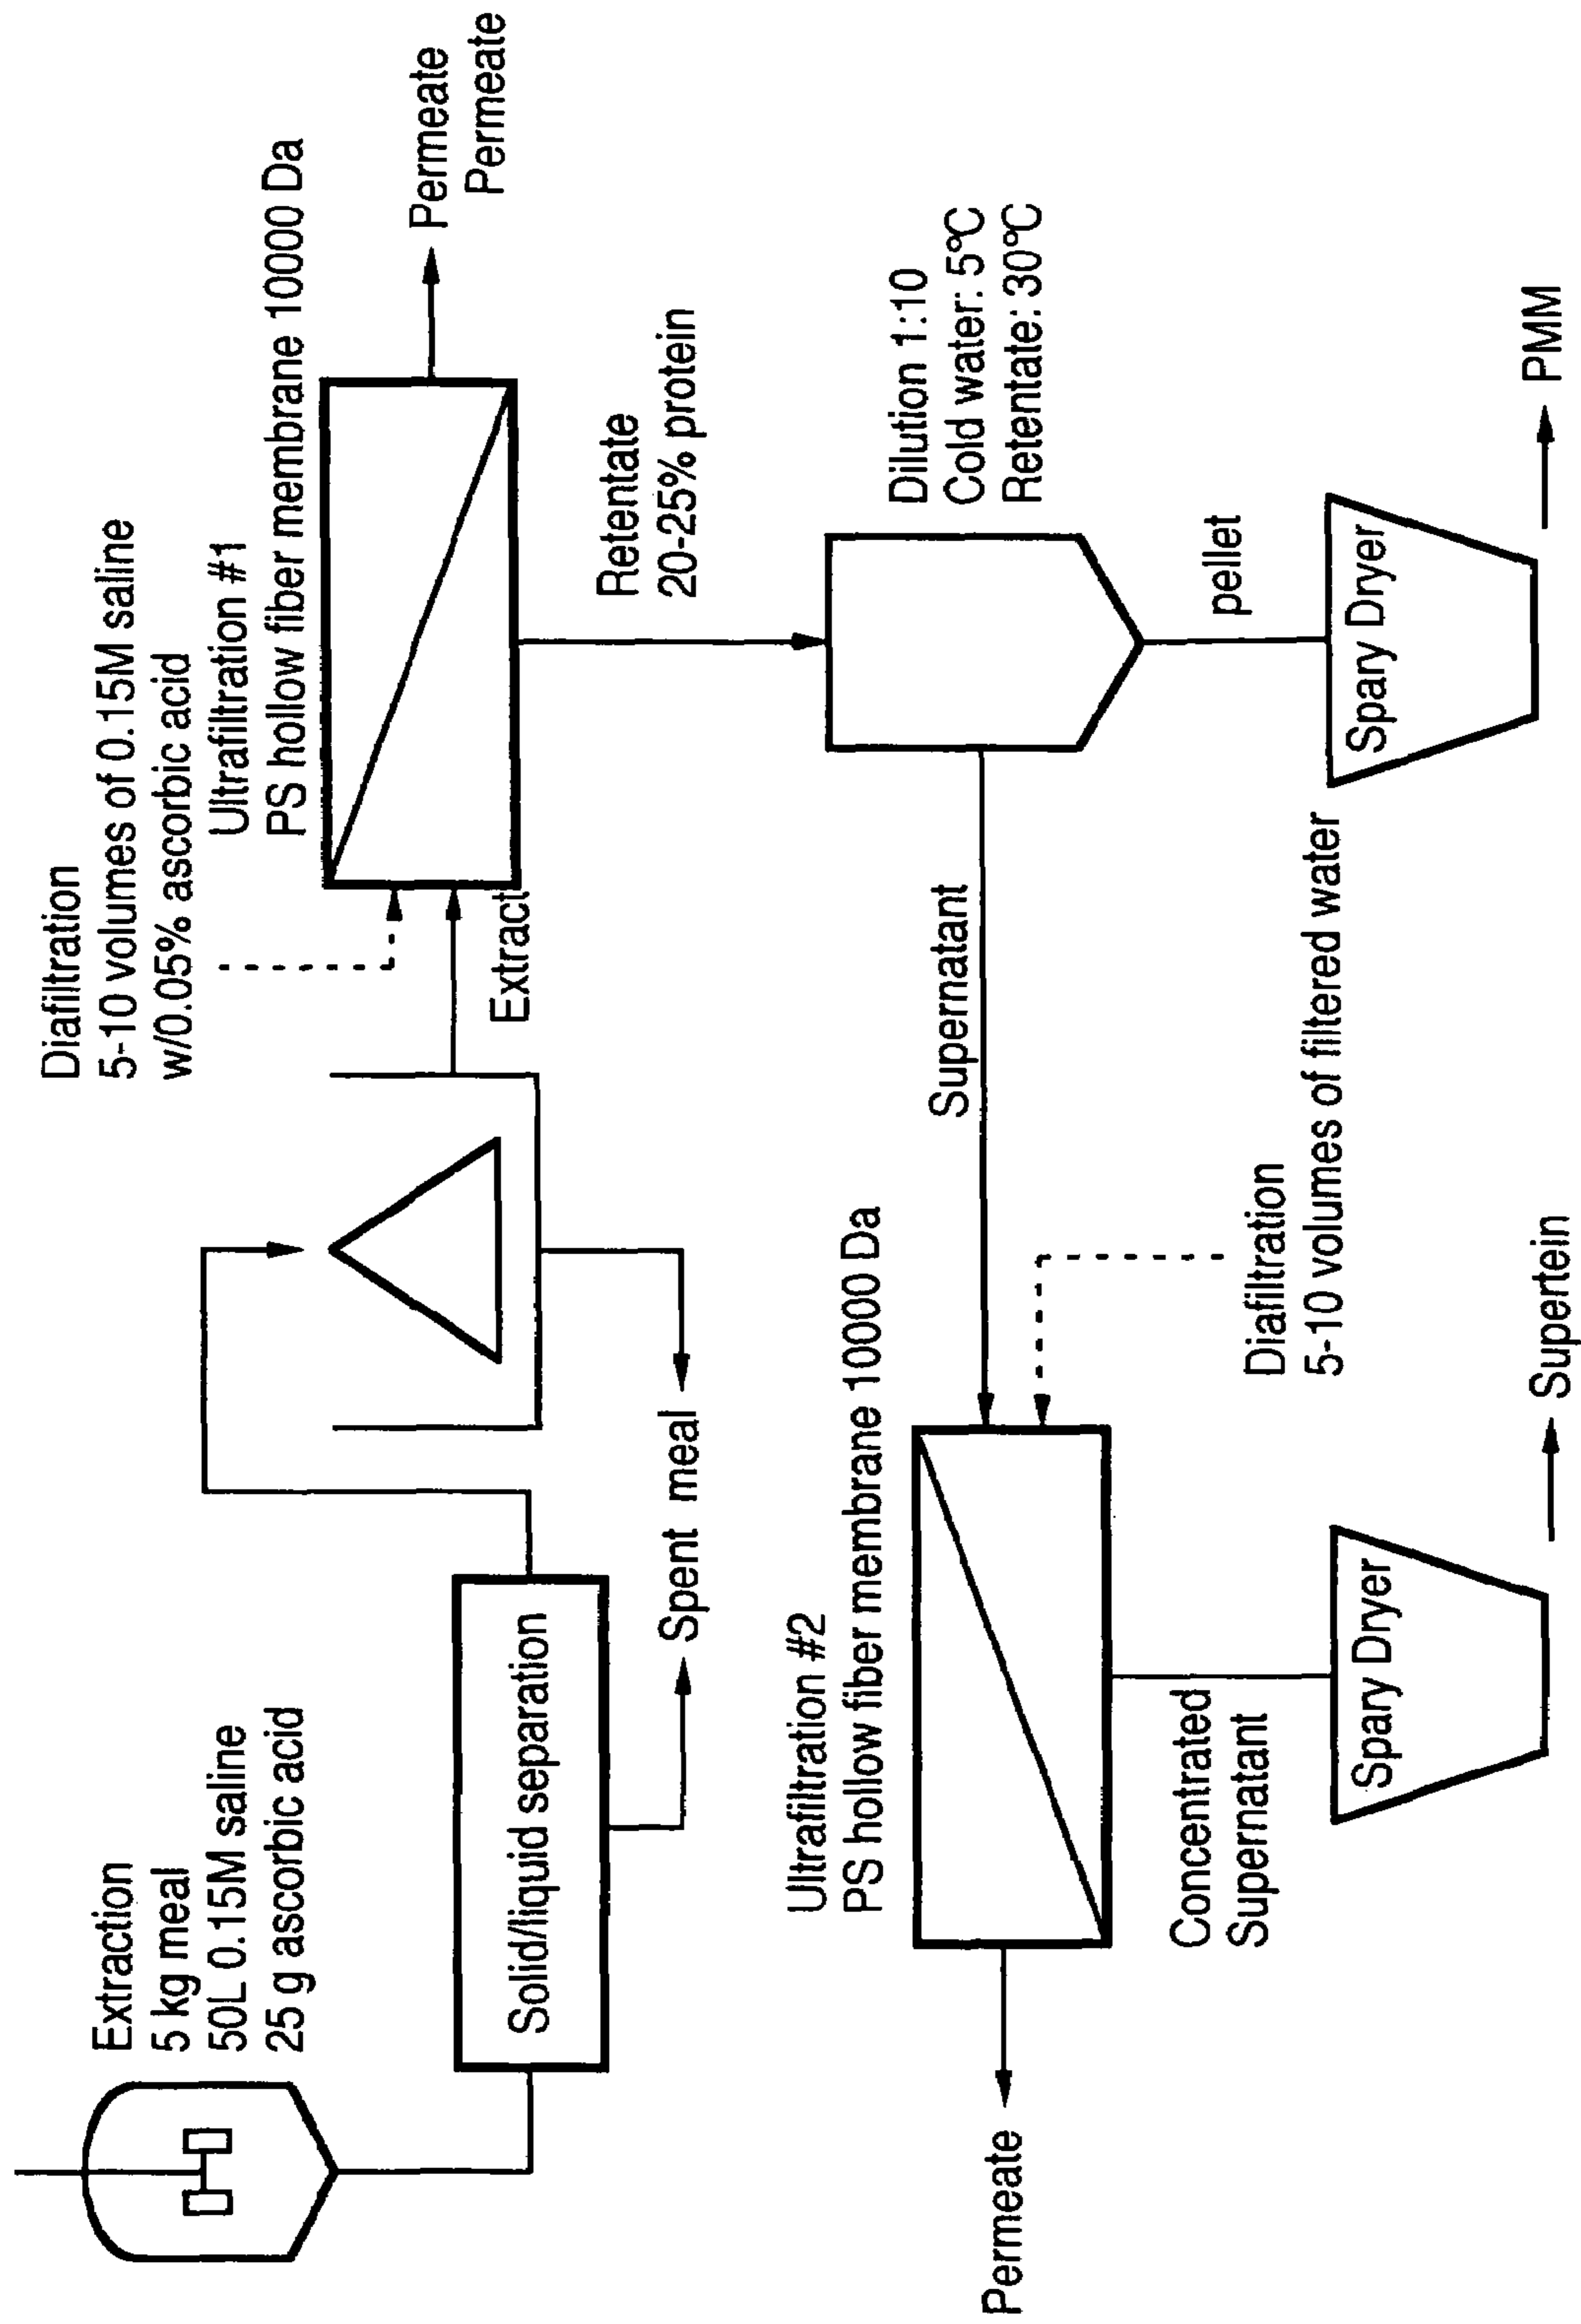 Extraction
5 kg meal
50L 0.15M saline
25 g ascorbic acid
Solid/liquid separation
Spent meal
Diafiltration
5-10 volumes of 0.15M saline
w/0.05% ascorbic acid
Extract
Ultrafiltration #1
PS hollow fiber membrane 10000 Da
Permeate
Permeate
Retentate
20-25% protein
Dilution 1:10
Cold water: 5°C
Retentate: 30°C
pellet
Spary Dryer
PMM
Supernatant
Ultrafiltration #2
PS hollow fiber membrane 10000 Da
Diafiltration
5-10 volumes of filtered water
Permeate
Concentrated
Supernatant
Spary Dryer
Supertein